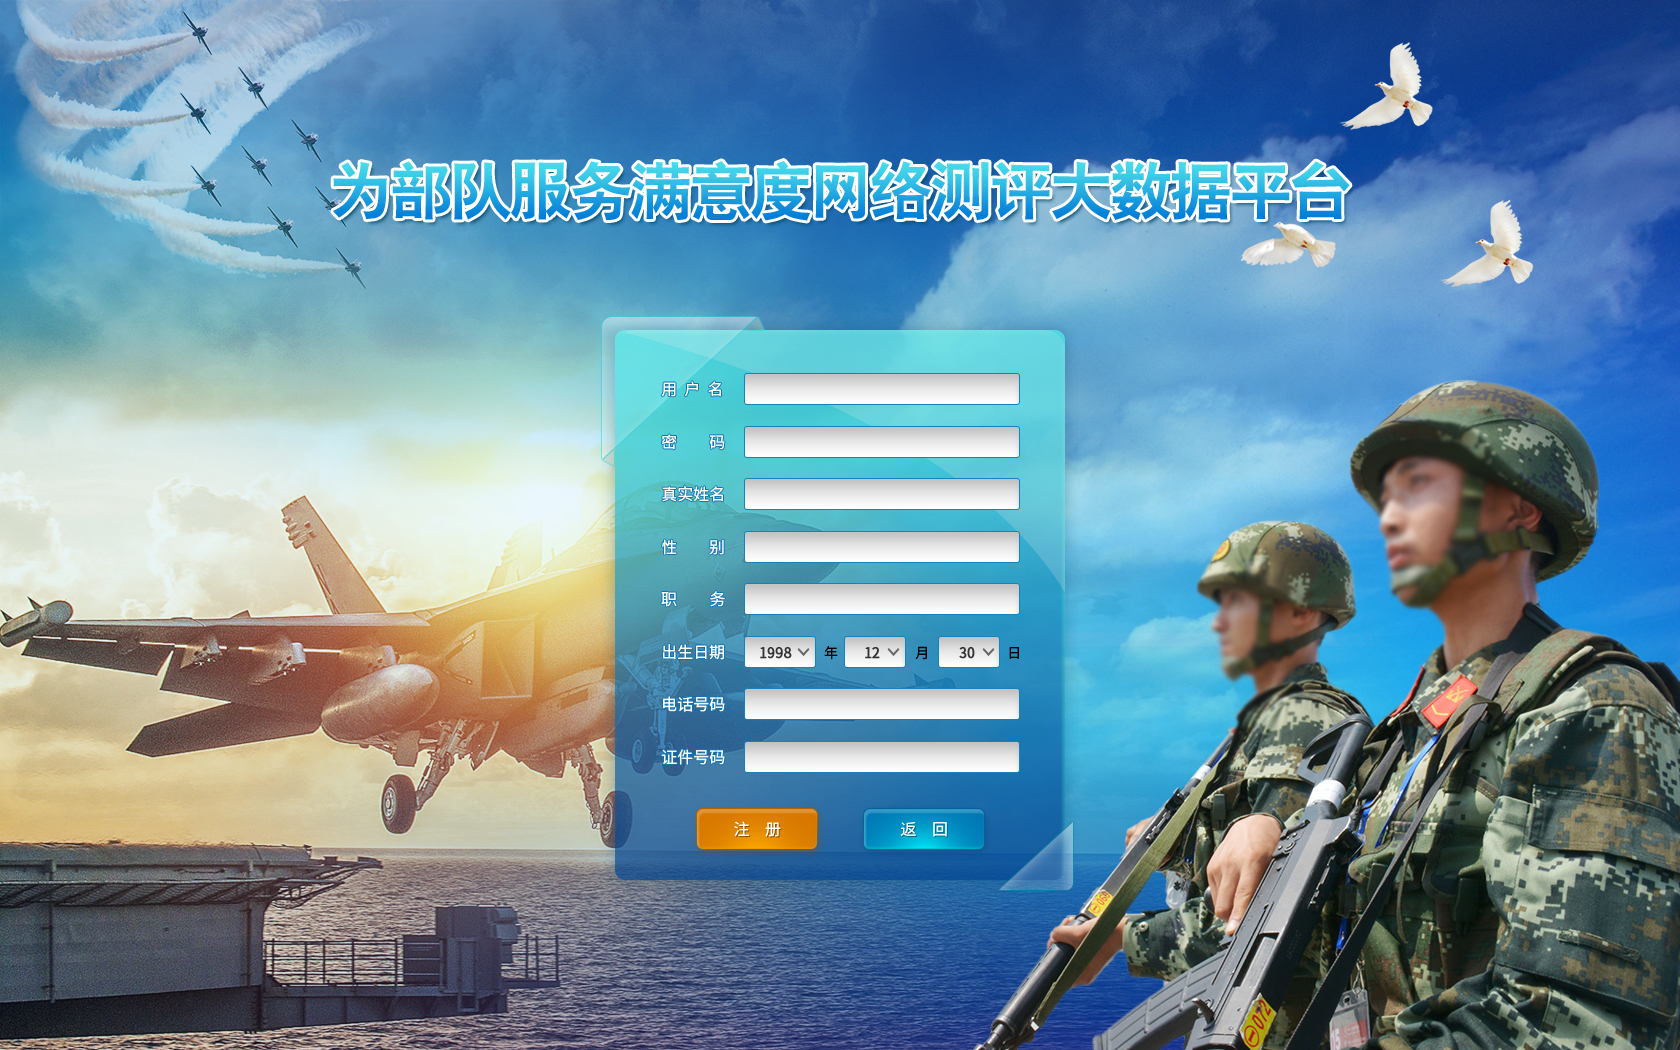 为部队服务满意度网络测评大数据平台
用户名
密码
真实姓名
性别
职务
出生日期 1998 年 12 月 30 日
电话号码
证件号码
注 册 返 回
072